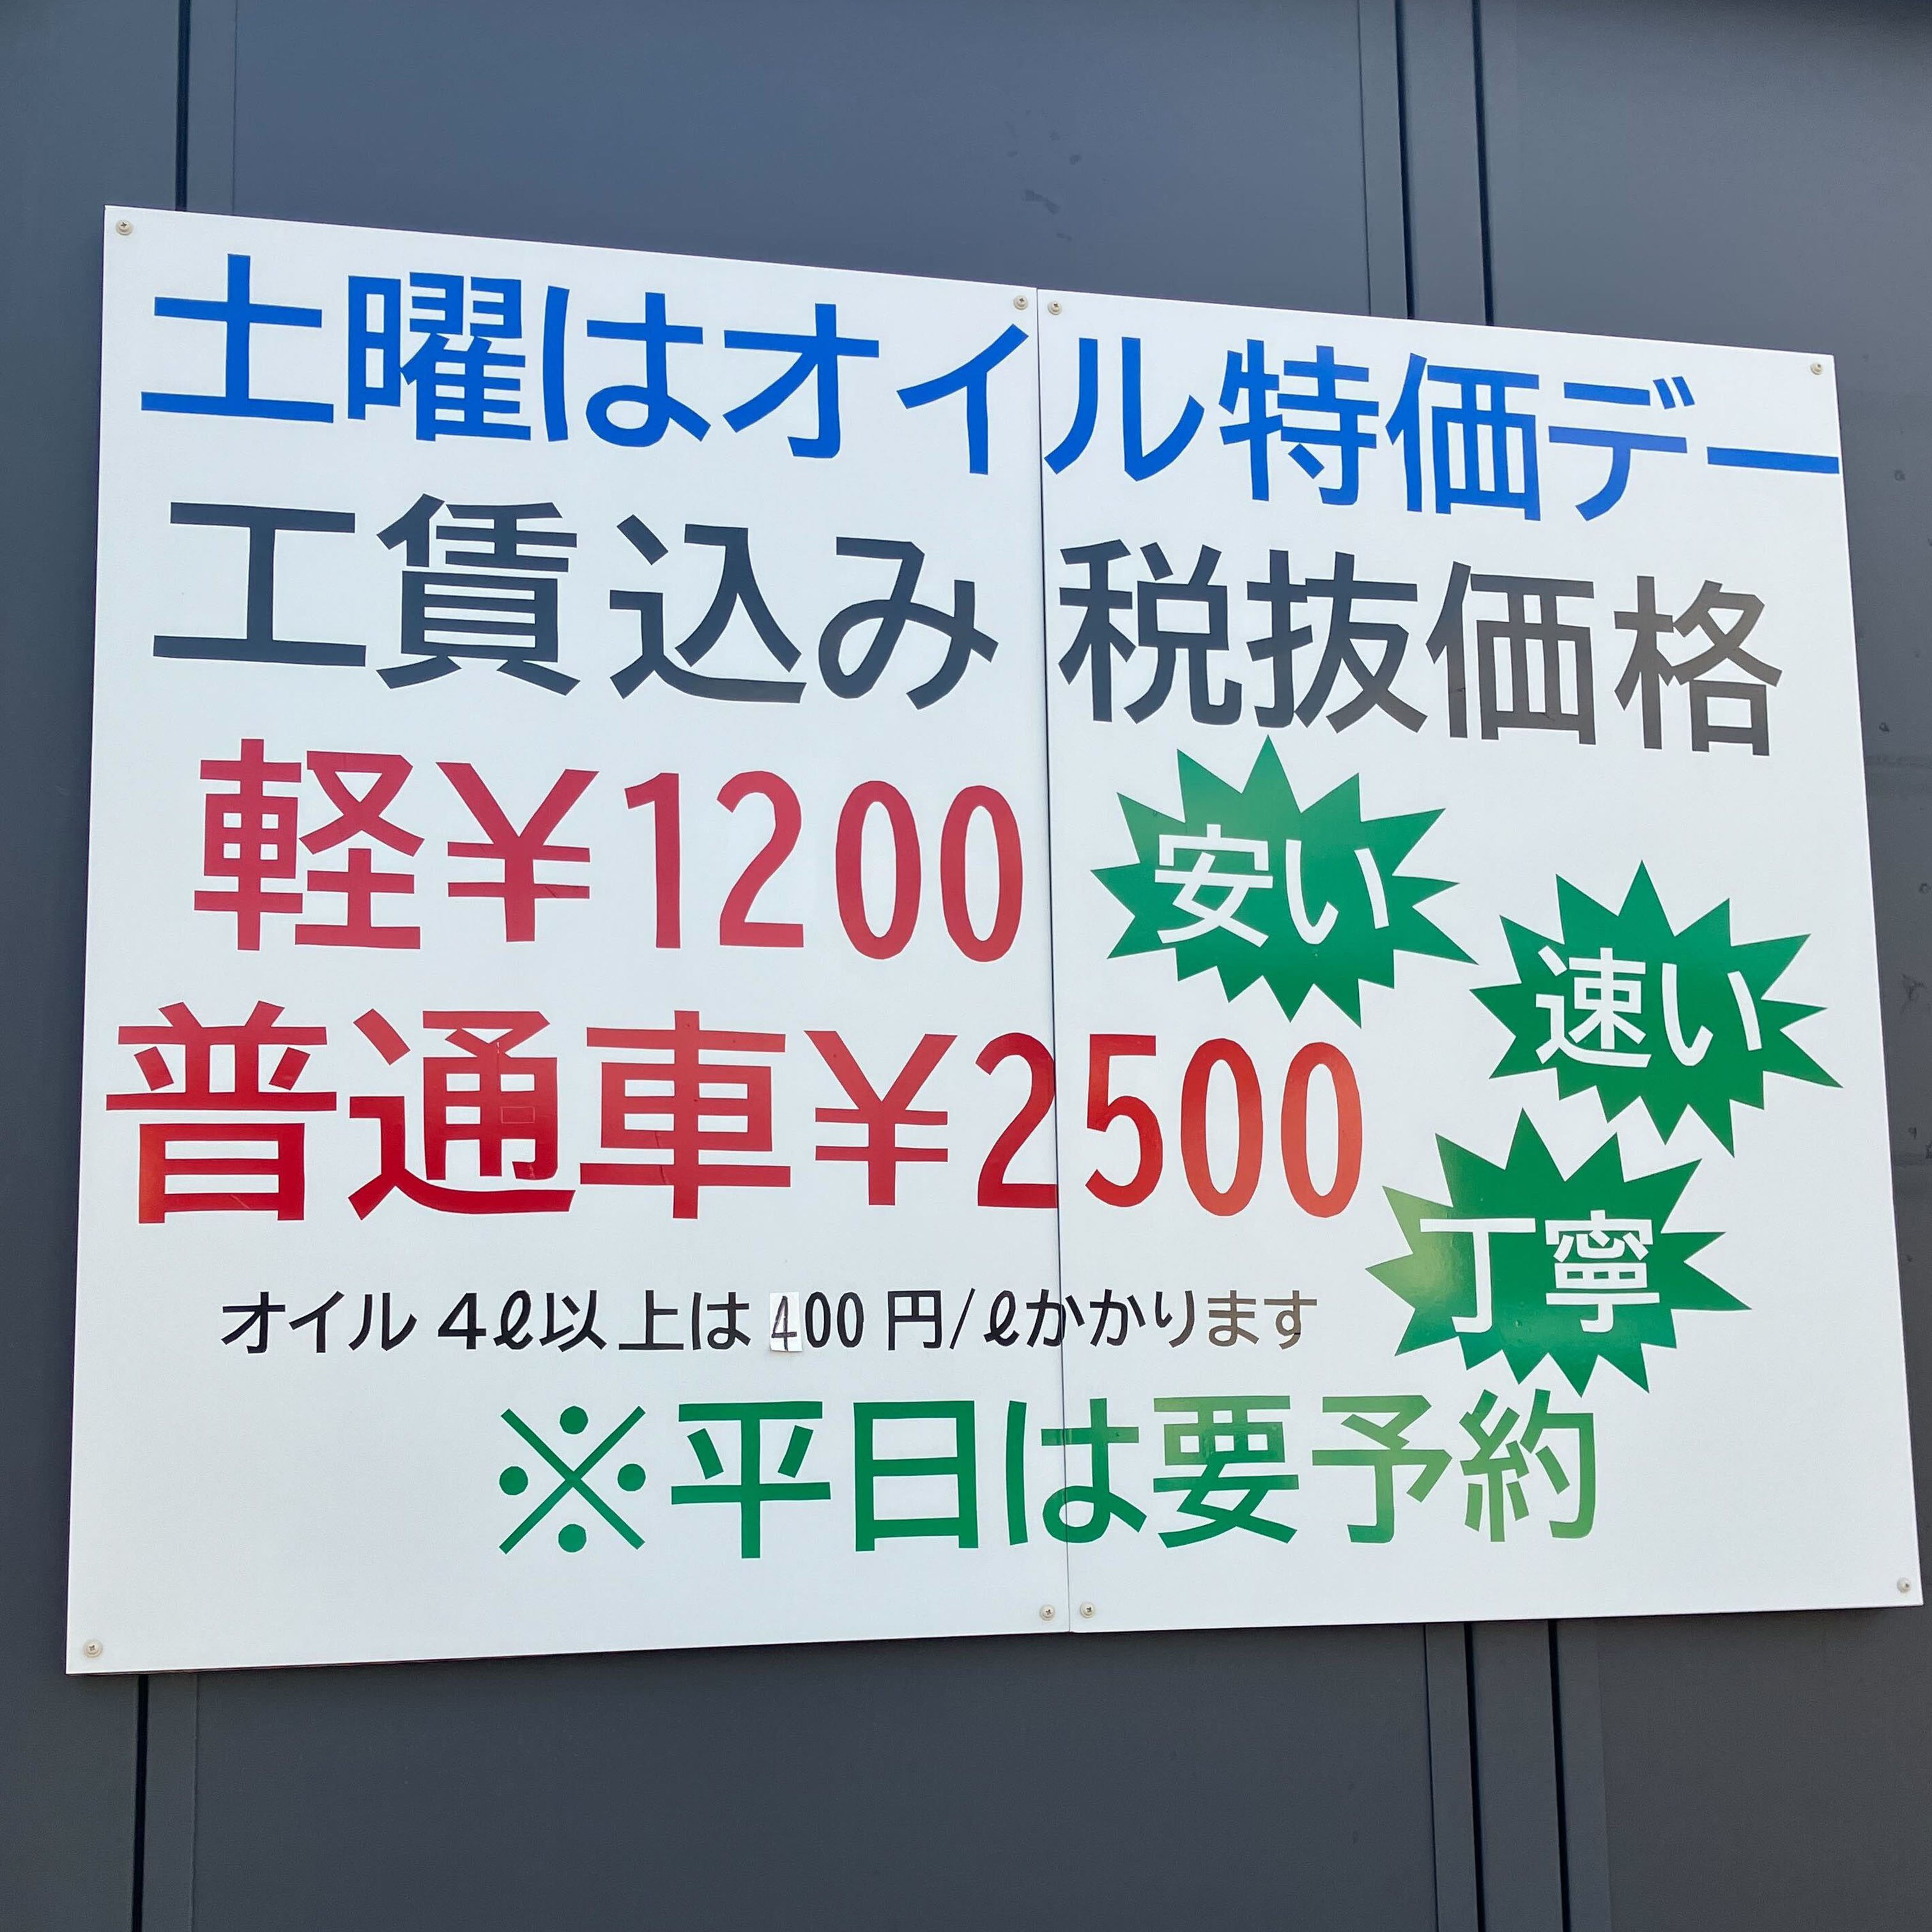 土曜はオイル特価デー
工賃込み 税抜価格
軽¥1200
安い
速い
普通車¥2500
丁寧
オイル4ℓ以上は400円/ℓかかります
※平日は要予約